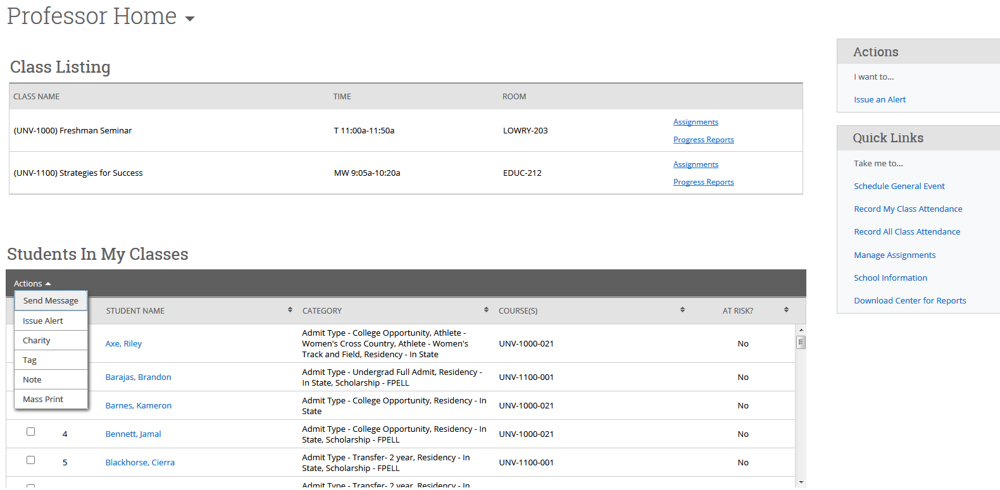 Professor Home
Class Listing
CLASS NAME TIME ROOM
(UNV-1000) Freshman Seminar T 11:00a-11:50a LOWRY-203 Assignments
Progress Reports
(UNV-1100) Strategies for Success MW 9:05a-10:20a EDUC-212 Assignments
Progress Reports
Students In My Classes
Actions
Send Message
Issue Alert
Charity
Tag
Note
Mass Print
STUDENT NAME CATEGORY COURSE(S) AT RISK?
Axe, Riley
Admit Type - College Opportunity, Athlete -
Women's Cross Country, Athlete - Women's
Track and Field, Residency - In State
UNV-1000-021 No
Barajas, Brandon
Admit Type - Undergrad Full Admit, Residency -
In State, Scholarship - FPELL
UNV-1100-001 No
Barnes, Kameron
Admit Type - College Opportunity, Residency - In
State
UNV-1000-021 No
4 Bennett, Jamal
Admit Type - College Opportunity, Residency - In
State, Scholarship - FPELL
UNV-1000-021 No
5 Blackhorse, Cierra
Admit Type - Transfer- 2 year, Residency - In
State, Scholarship - FPELL
UNV-1100-001 No
Admit Type - Transfer- 2 year, Residency - In
Actions
I want to...
Issue an Alert
Quick Links
Take me to...
Schedule General Event
Record My Class Attendance
Record All Class Attendance
Manage Assignments
School Information
Download Center for Reports